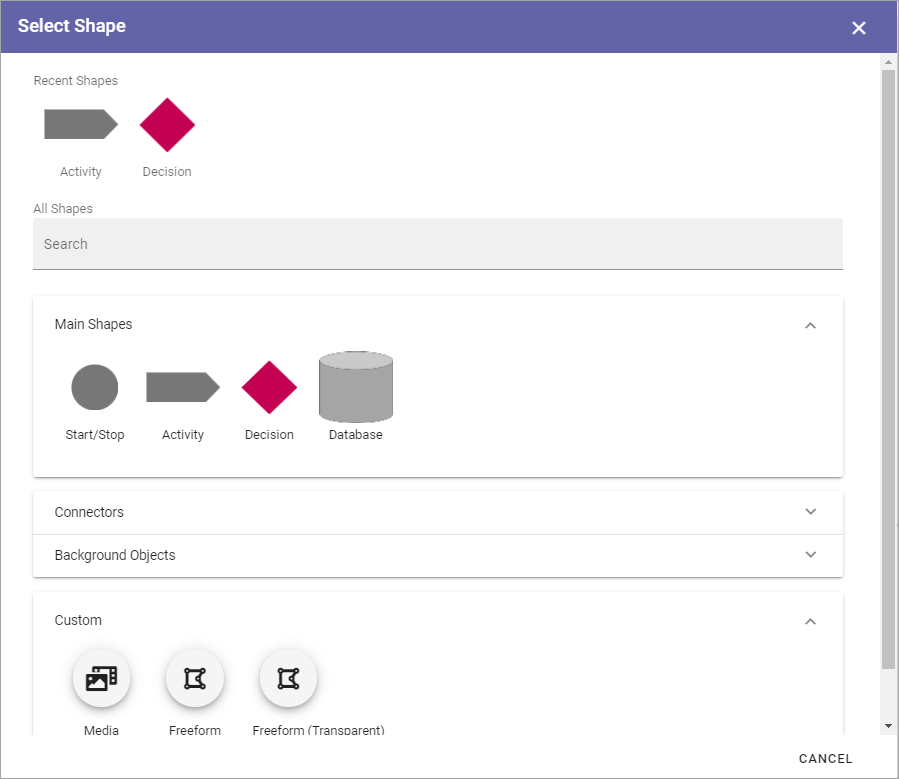 Select Shape
Recent Shapes
Activity
Decision
All Shapes
Search
Main Shapes
Start/Stop
Activity
Decision
Database
Connectors
Background Objects
Custom
Media
Freeform
Freeform (Transparent)
CANCEL